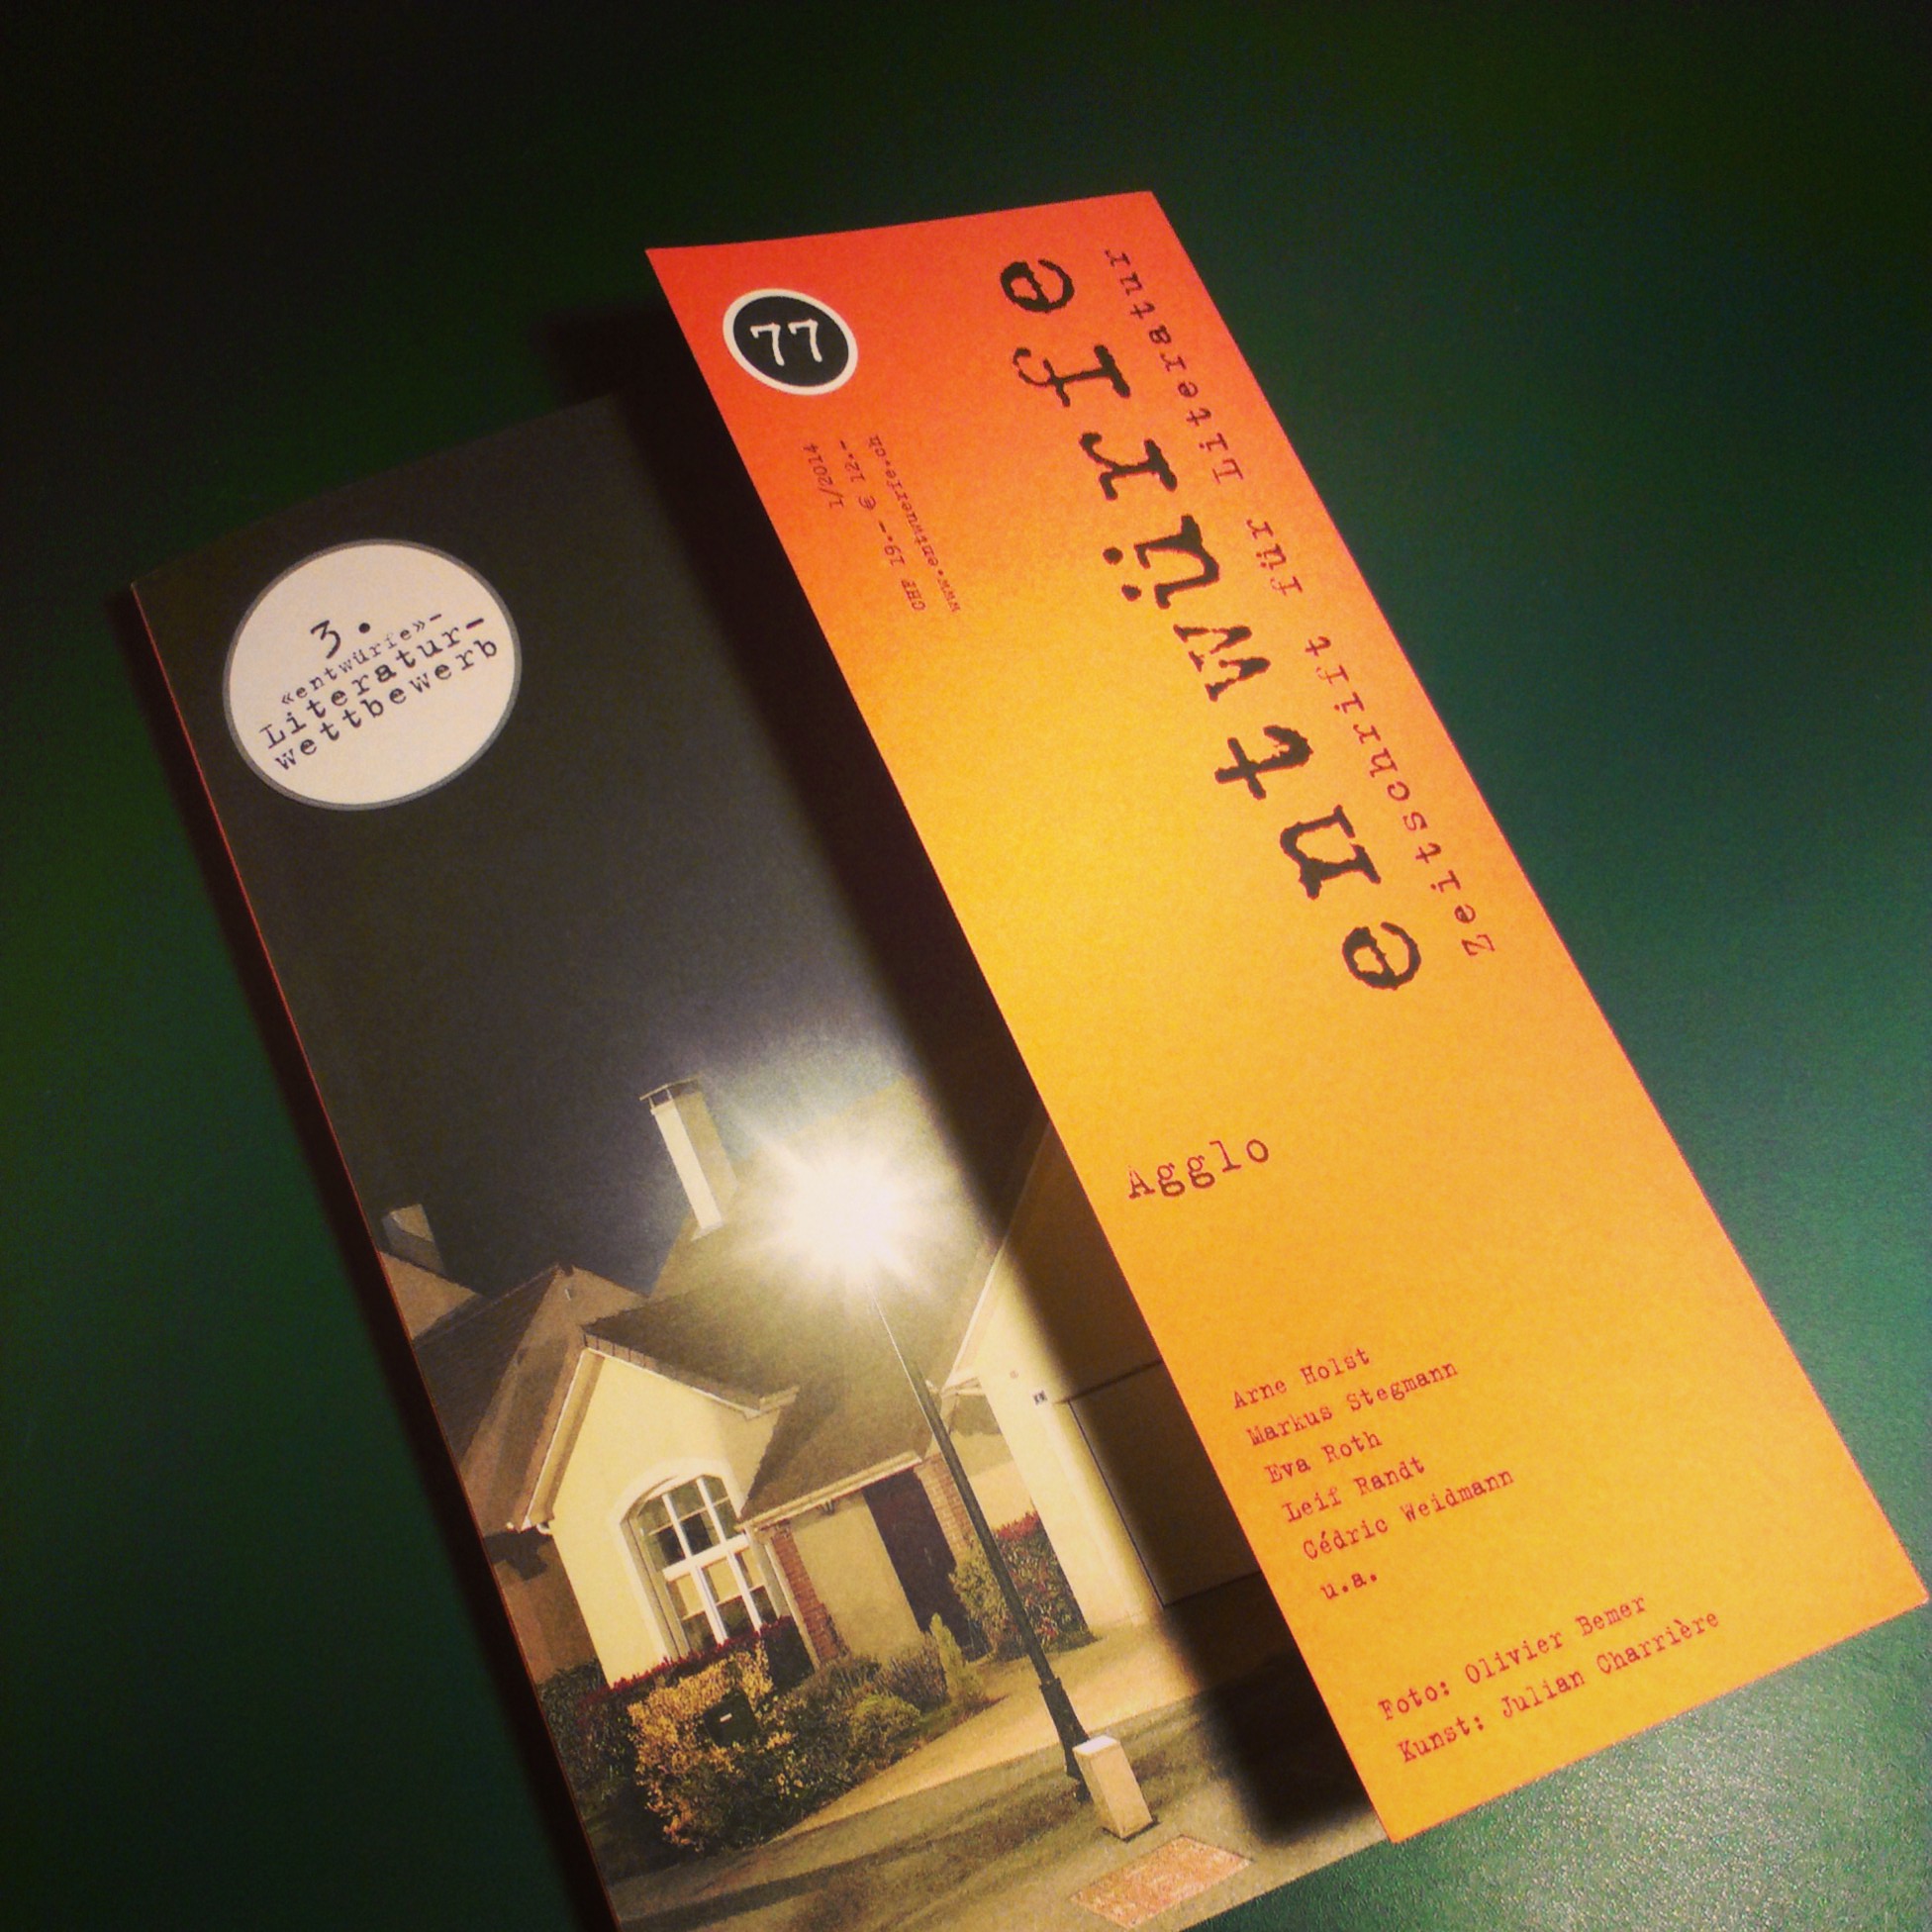 3.
«entwürfe»-
Literatur-
wettbewerb
77
1/2014
CHF 19.- € 12.-
www.entwuerfe.ch
entwürfe
Zeitschrift für Literatur
Agglo
Arne Holst
Markus Stegmann
Eva Roth
Leif Randt
Cédric Weidmann
u.a.
Foto: Olivier Bemer
Kunst: Julian Charrière